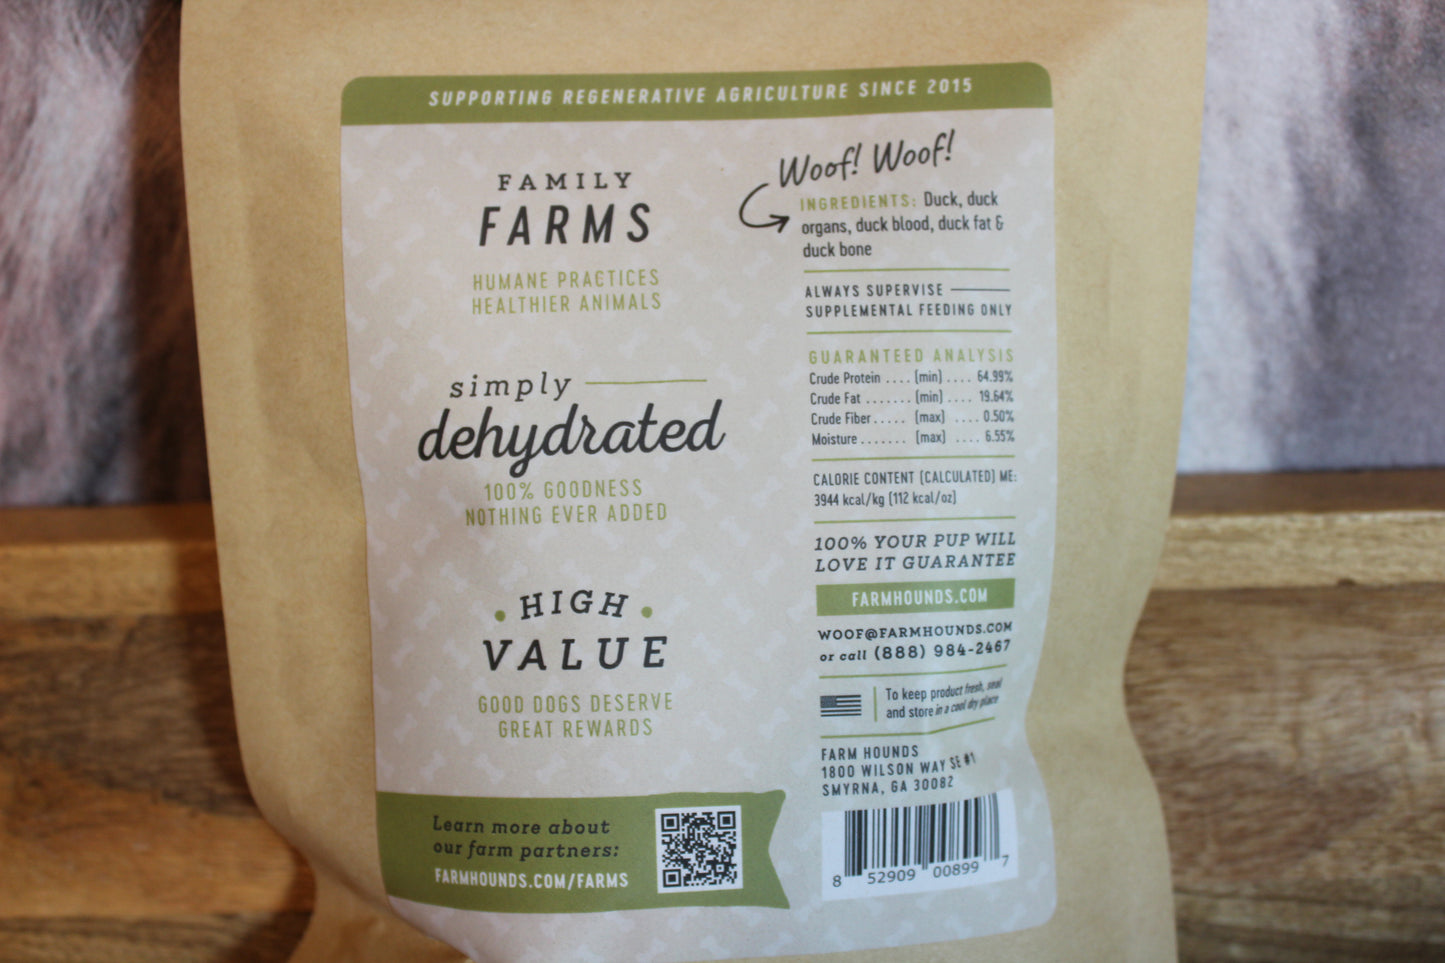 SUPPORTING REGENERATIVE AGRICULTURE SINCE 2015
FAMILY
FARMS
HUMANE PRACTICES
HEALTHIER ANIMALS
simply
dehydrated
100% GOODNESS
NOTHING EVER ADDED
HIGH
VALUE
GOOD DOGS DESERVE
GREAT REWARDS
Learn more about
our farm partners:
FARMHOUNDS.COM/FARMS
Woof! Woof!
INGREDIENTS: Duck, duck
organs, duck blood, duck fat &
duck bone
ALWAYS SUPERVISE
SUPPLEMENTAL FEEDING ONLY
GUARANTEED ANALYSIS
Crude Protein .... (min) .... 64.99%
Crude Fat ....... (min) .... 19.64%
Crude Fiber ..... (max) .... 0.50%
Moisture ....... (max) .... 6.55%
CALORIE CONTENT (CALCULATED) ME:
3944 kcal/kg (112 kcal/oz)
100% YOUR PUP WILL
LOVE IT GUARANTEE
FARMHOUNDS.COM
WOOF@FARMHOUNDS.COM
or call (888) 984-2467
To keep product fresh, seal
and store in a cool dry place
FARM HOUNDS
1800 WILSON WAY SE #1
SMYRNA, GA 30082
8 52909 00899 7